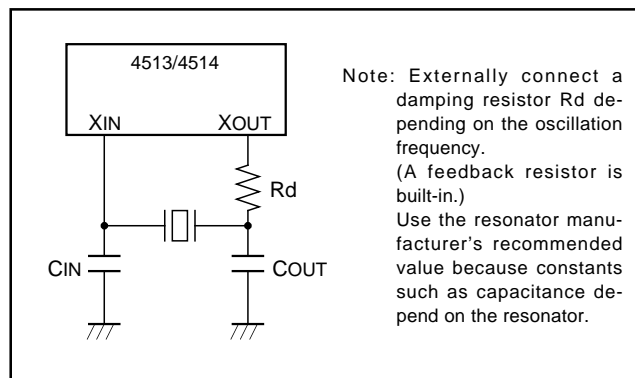 4513/4514
XIN
XOUT
Rd
CIN
COUT
Note: Externally connect a
damping resistor Rd de-
pending on the oscillation
frequency.
(A feedback resistor is
built-in.)
Use the resonator manu-
facturer's recommended
value because constants
such as capacitance de-
pend on the resonator.